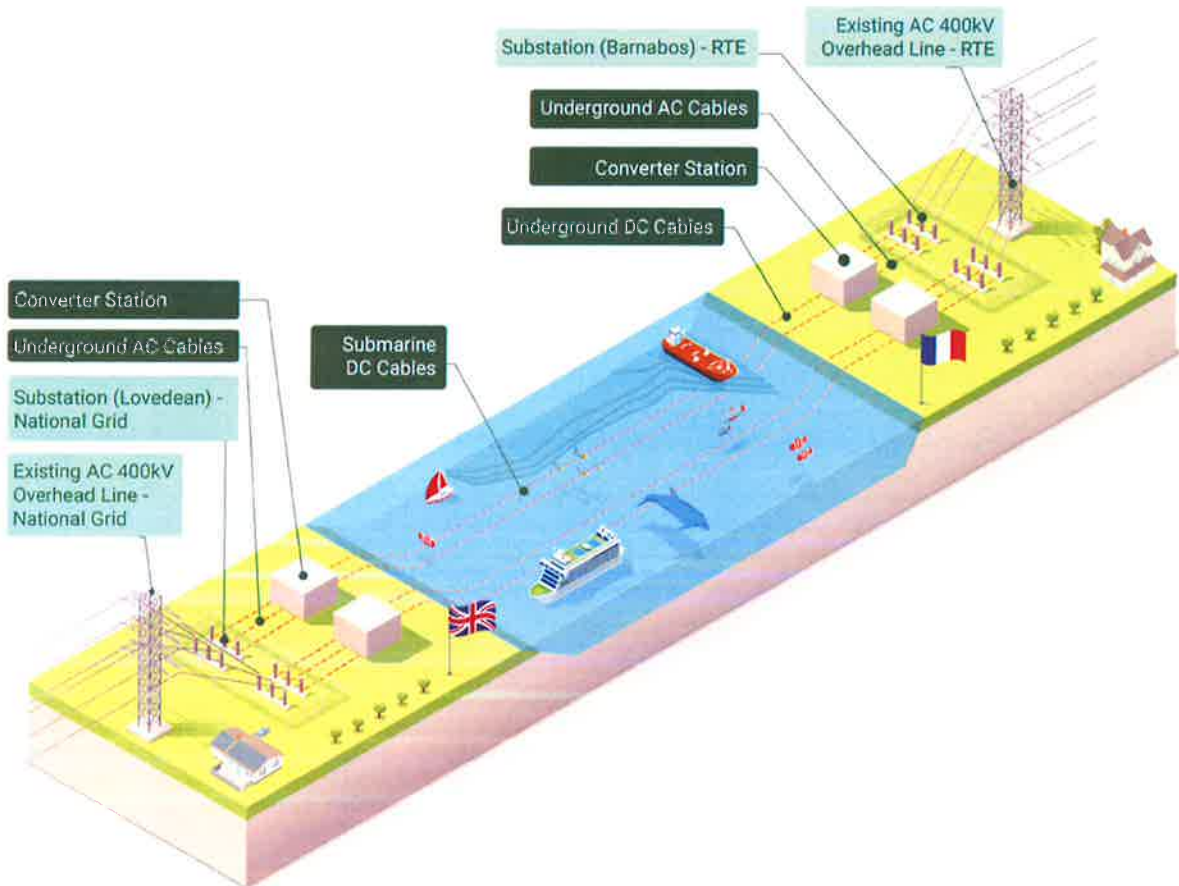 Substation (Barnabos) - RTE
Existing AC 400kV
Overhead Line - RTE
Underground AC Cables
Converter Station
Underground DC Cables
Converter Station
Underground AC Cables
Substation (Lovedean) -
National Grid
Existing AC 400kV
Overhead Line -
National Grid
Submarine
DC Cables